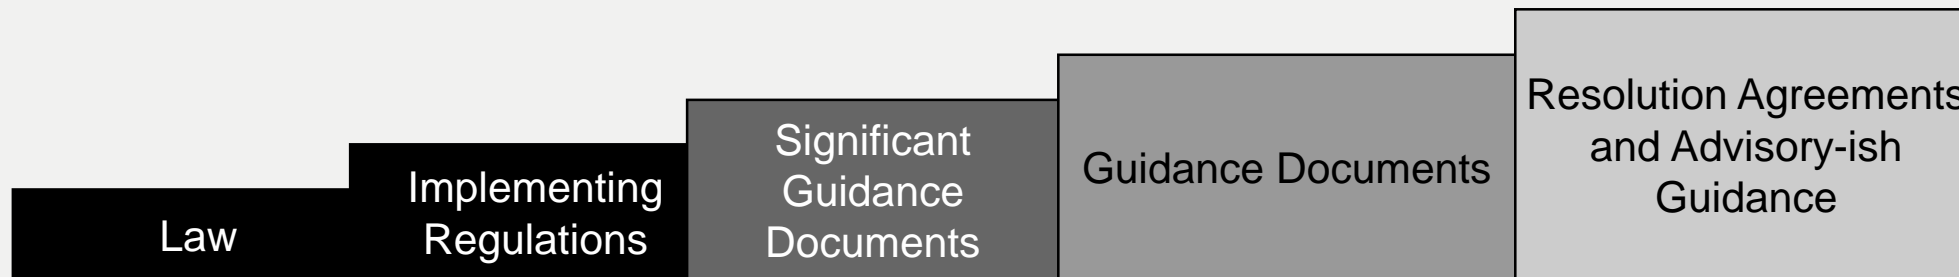 Law
Implementing
Regulations
Significant
Guidance
Documents
Guidance Documents
Resolution Agreements
and Advisory-ish
Guidance